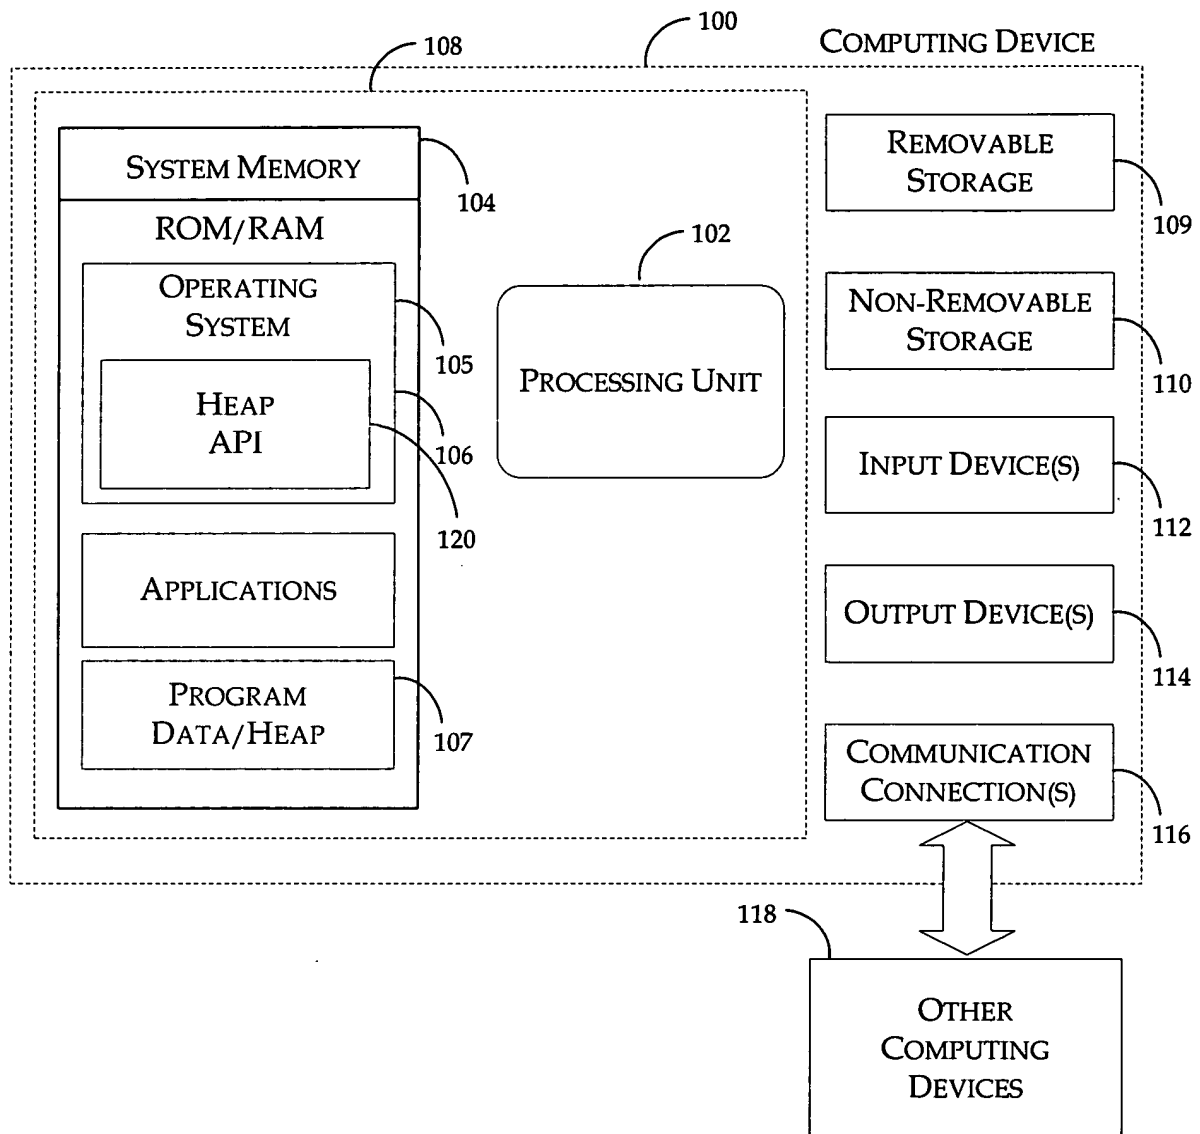 100
COMPUTING DEVICE
108
SYSTEM MEMORY
104
ROM/RAM
OPERATING
SYSTEM
105
HEAP
API
106
120
APPLICATIONS
PROGRAM
DATA/HEAP
107
102
PROCESSING UNIT
REMOVABLE
STORAGE
109
NON-REMOVABLE
STORAGE
110
INPUT DEVICE(S)
112
OUTPUT DEVICE(S)
114
COMMUNICATION
CONNECTION(S)
116
118
OTHER
COMPUTING
DEVICES